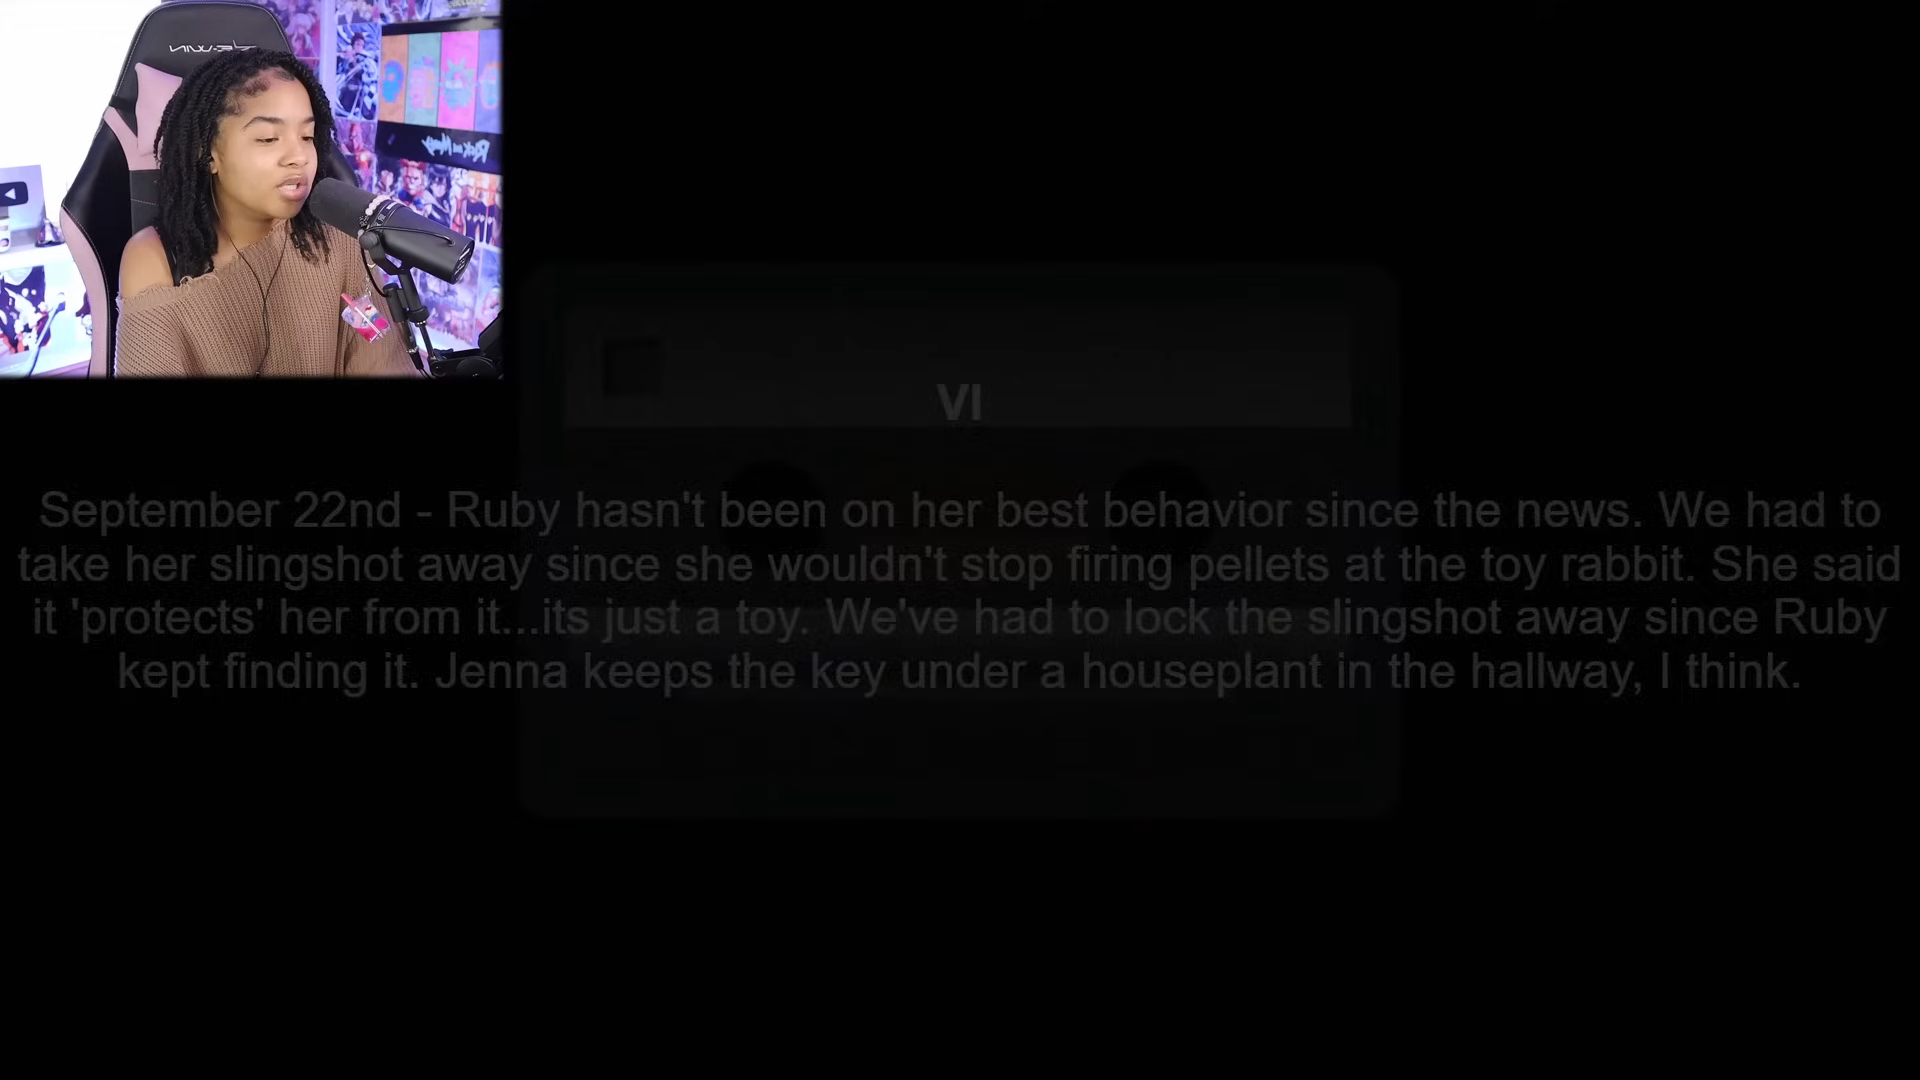 VI
September 22nd - Ruby hasn't been on her best behavior since the news. We had to
take her slingshot away since she wouldn't stop firing pellets at the toy rabbit. She said
it 'protects' her from it...its just a toy. We've had to lock the slingshot away since Ruby
kept finding it. Jenna keeps the key under a houseplant in the hallway, I think.